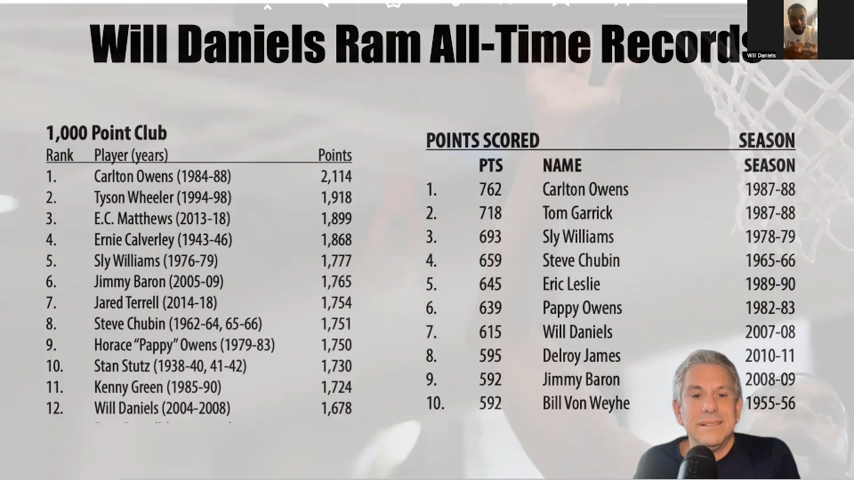 Will Daniels Ram All-Time Records
Will Daniels
1,000 Point Club
Rank Player (years) Points
1. Carlton Owens (1984-88) 2,114
2. Tyson Wheeler (1994-98) 1,918
3. E.C. Matthews (2013-18) 1,899
4. Ernie Calverley (1943-46) 1,868
5. Sly Williams (1976-79) 1,777
6. Jimmy Baron (2005-09) 1,765
7. Jared Terrell (2014-18) 1,754
8. Steve Chubin (1962-64, 65-66) 1,751
9. Horace "Pappy" Owens (1979-83) 1,750
10. Stan Stutz (1938-40, 41-42) 1,730
11. Kenny Green (1985-90) 1,724
12. Will Daniels (2004-2008) 1,678
POINTS SCORED SEASON
PTS NAME SEASON
1. 762 Carlton Owens 1987-88
2. 718 Tom Garrick 1987-88
3. 693 Sly Williams 1978-79
4. 659 Steve Chubin 1965-66
5. 645 Eric Leslie 1989-90
6. 639 Pappy Owens 1982-83
7. 615 Will Daniels 2007-08
8. 595 Delroy James 2010-11
9. 592 Jimmy Baron 2008-09
10. 592 Bill Von Weyhe 1955-56